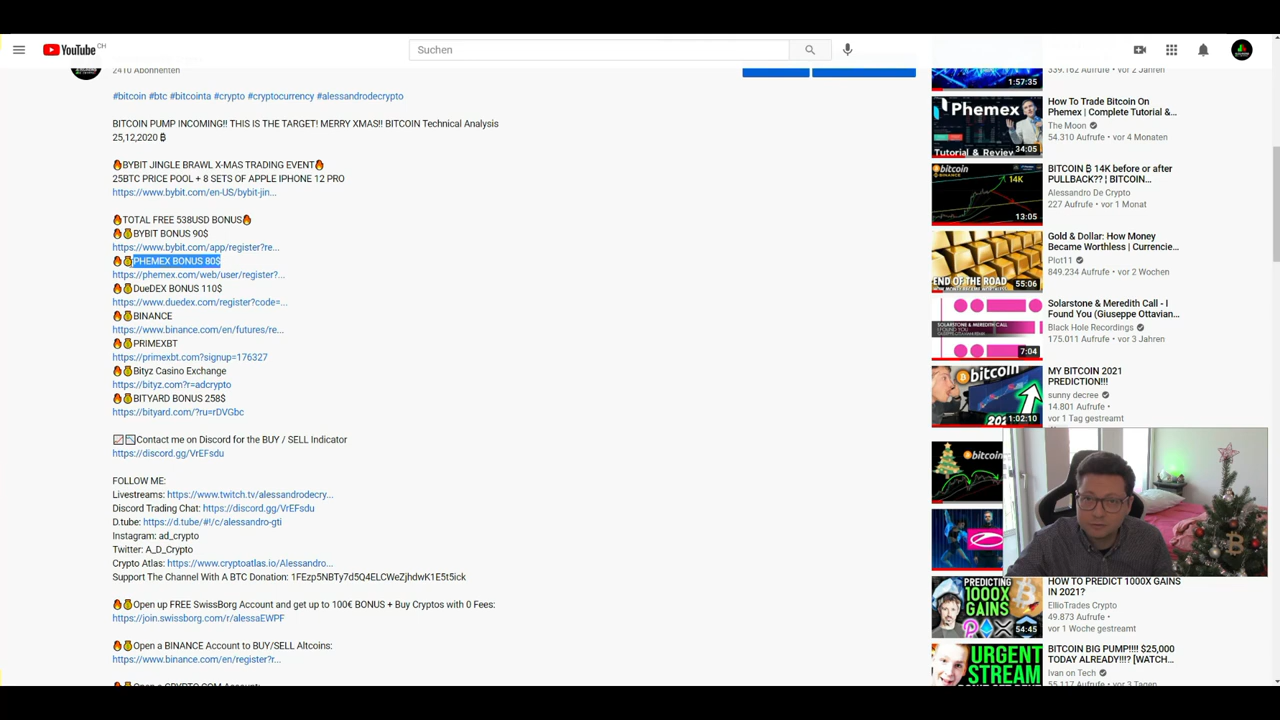 YouTube CH
Suchen
2410 Abonnenten
#bitcoin #btc #bitcointa #crypto #cryptocurrency #alessandrodecrypto
BITCOIN PUMP INCOMING!! THIS IS THE TARGET! MERRY XMAS!! BITCOIN Technical Analysis
25,12,2020 ₿
🔥BYBIT JINGLE BRAWL X-MAS TRADING EVENT🔥
25BTC PRICE POOL + 8 SETS OF APPLE IPHONE 12 PRO
https://www.bybit.com/en-US/bybit-jin...
🔥TOTAL FREE 538USD BONUS🔥
🔥💰BYBIT BONUS 90$
https://www.bybit.com/app/register?re...
🔥💰PHEMEX BONUS 80$
https://phemex.com/web/user/register?...
🔥💰DueDEX BONUS 110$
https://www.duedex.com/register?code=...
🔥💰BINANCE
https://www.binance.com/en/futures/re...
🔥💰PRIMEXBT
https://primexbt.com?signup=176327
🔥💰Bityz Casino Exchange
https://bityz.com?r=adcrypto
🔥💰BITYARD BONUS 258$
https://bityard.com/?ru=rDVGbc
📈📉Contact me on Discord for the BUY / SELL Indicator
https://discord.gg/VrEFsdu
FOLLOW ME:
Livestreams: https://www.twitch.tv/alessandrodecry...
Discord Trading Chat: https://discord.gg/VrEFsdu
D.tube: https://d.tube/#!/c/alessandro-gti
Instagram: ad_crypto
Twitter: A_D_Crypto
Crypto Atlas: https://www.cryptoatlas.io/Alessandro...
Support The Channel With A BTC Donation: 1FEzp5NBTy7d5Q4ELCWeZjhdwK1E5t5ick
🔥💰Open up FREE SwissBorg Account and get up to 100€ BONUS + Buy Cryptos with 0 Fees:
https://join.swissborg.com/r/alessaEWPF
🔥💰Open a BINANCE Account to BUY/SELL Altcoins:
https://www.binance.com/en/register?r...
339.162 Aufrufe • vor 2 Jahren
1:57:35
Phemex
Tutorial & Review
34:05
How To Trade Bitcoin On
Phemex | Complete Tutorial &...
The Moon
54.310 Aufrufe • vor 4 Monaten
bitcoin
BINANCE
14K
13:05
BITCOIN ₿ 14K before or after
PULLBACK?? | BITCOIN...
Alessandro De Crypto
227 Aufrufe • vor 1 Monat
END OF THE ROAD
55:06
Gold & Dollar: How Money
Became Worthless | Currencie...
Plot11
849.234 Aufrufe • vor 2 Wochen
SOLARSTONE & MEREDITH CALL
I FOUND YOU
7:04
Solarstone & Meredith Call - I
Found You (Giuseppe Ottavian...
Black Hole Recordings
175.011 Aufrufe • vor 3 Jahren
bitcoin
1:02:10
MY BITCOIN 2021
PREDICTION!!!
sunny decree
14.801 Aufrufe •
vor 1 Tag gestreamt
bitcoin
PREDICTING
1000X
GAINS
54:45
HOW TO PREDICT 1000X GAINS
IN 2021?
EllioTrades Crypto
49.873 Aufrufe •
vor 1 Woche gestreamt
URGENT
STREAM
BITCOIN BIG PUMP!!!! $25,000
TODAY ALREADY!!!? [WATCH...
Ivan on Tech
55.117 Aufrufe • vor 3 Tagen